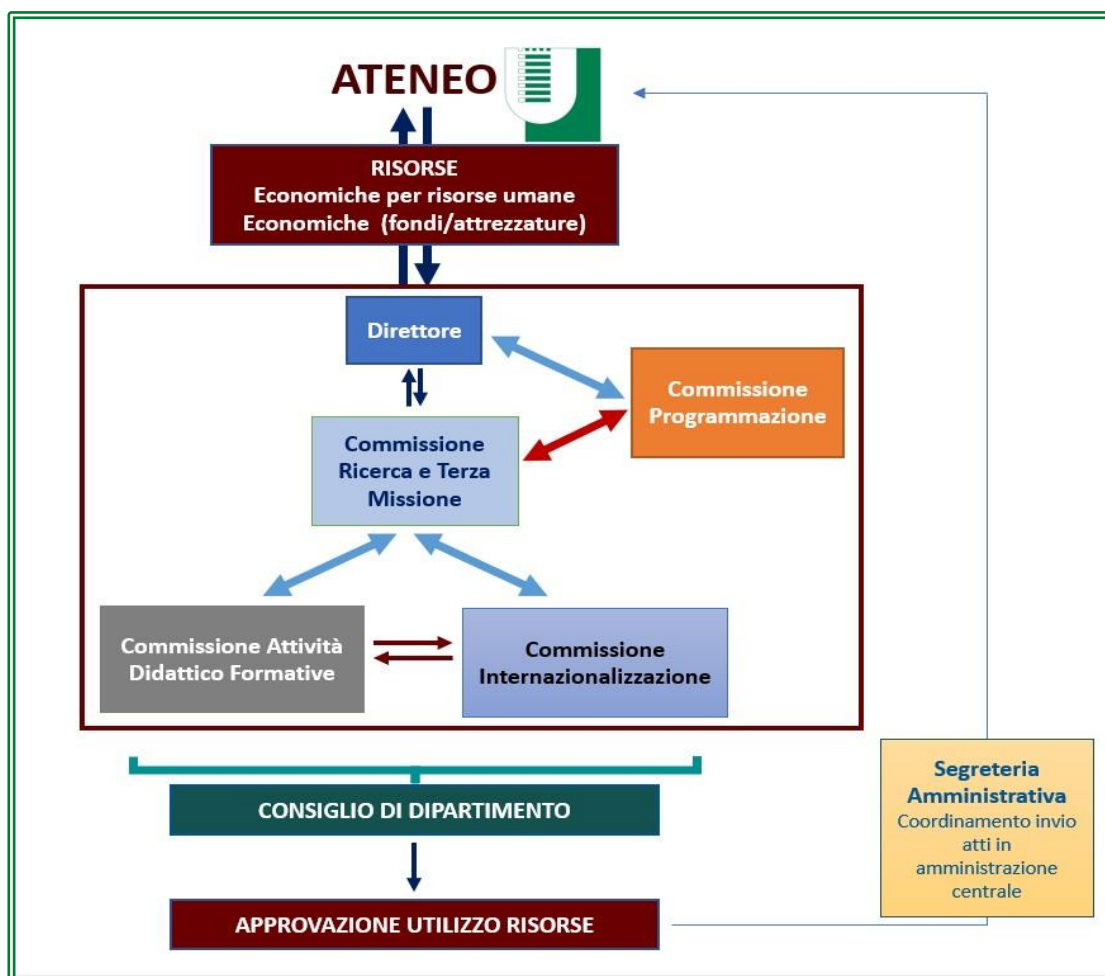 ATENEO
RISORSE
Economiche per risorse umane
Economiche (fondi/attrezzature)
Direttore
Commissione
Programmazione
Commissione
Ricerca e Terza
Missione
Commissione Attività
Didattico Formative
Commissione
Internazionalizzazione
Segreteria
Amministrativa
Coordinamento invio
atti in
amministrazione
centrale
CONSIGLIO DI DIPARTIMENTO
APPROVAZIONE UTILIZZO RISORSE